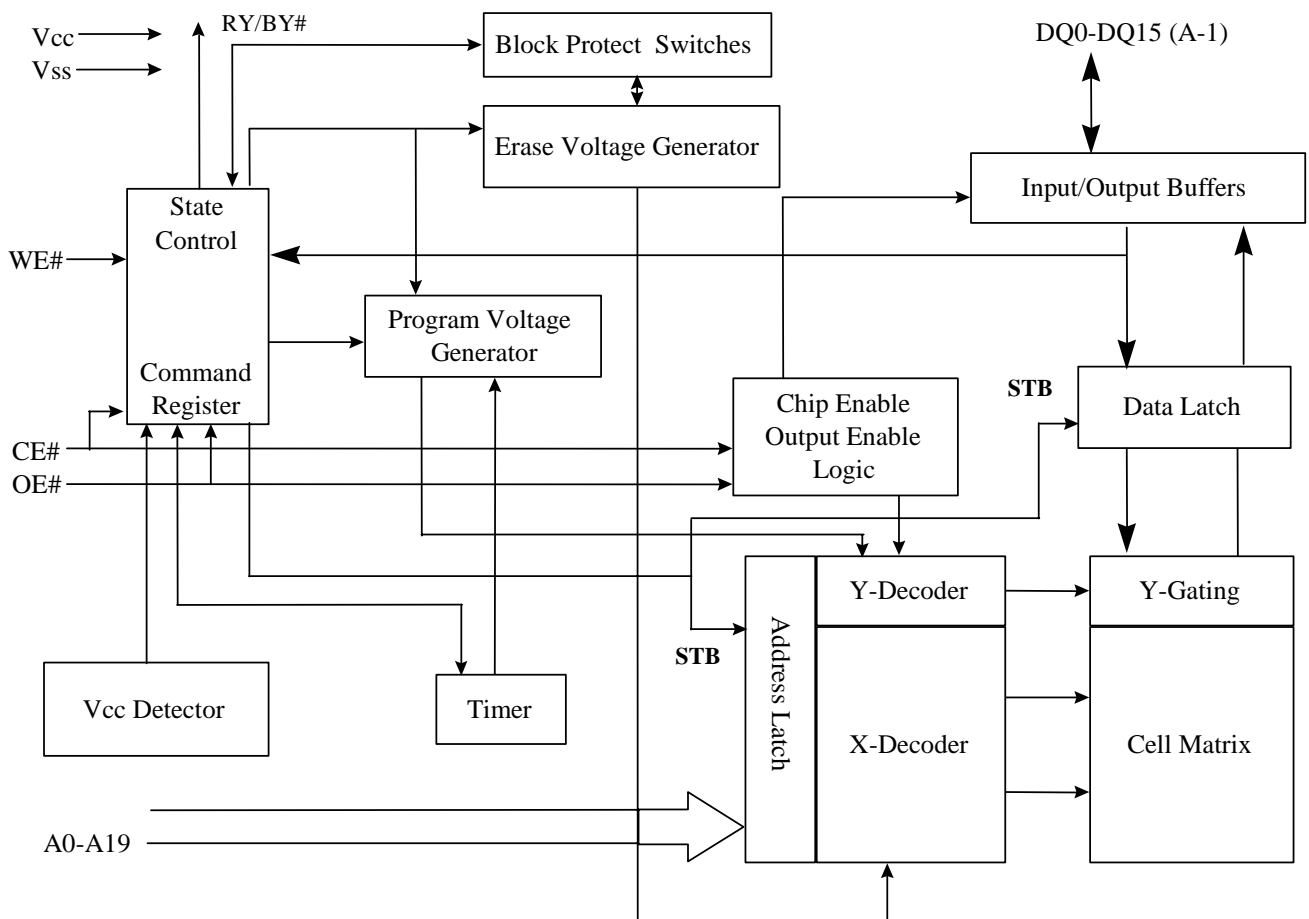 RY/BY#
Vcc
Vss
Block Protect Switches
DQ0-DQ15 (A-1)
Erase Voltage Generator
Input/Output Buffers
State
Control
WE#
Program Voltage
Generator
Command
Register
CE#
OE#
Chip Enable
Output Enable
Logic
STB
Data Latch
Y-Decoder
Y-Gating
STB
Address Latch
Vcc Detector
Timer
X-Decoder
Cell Matrix
A0-A19